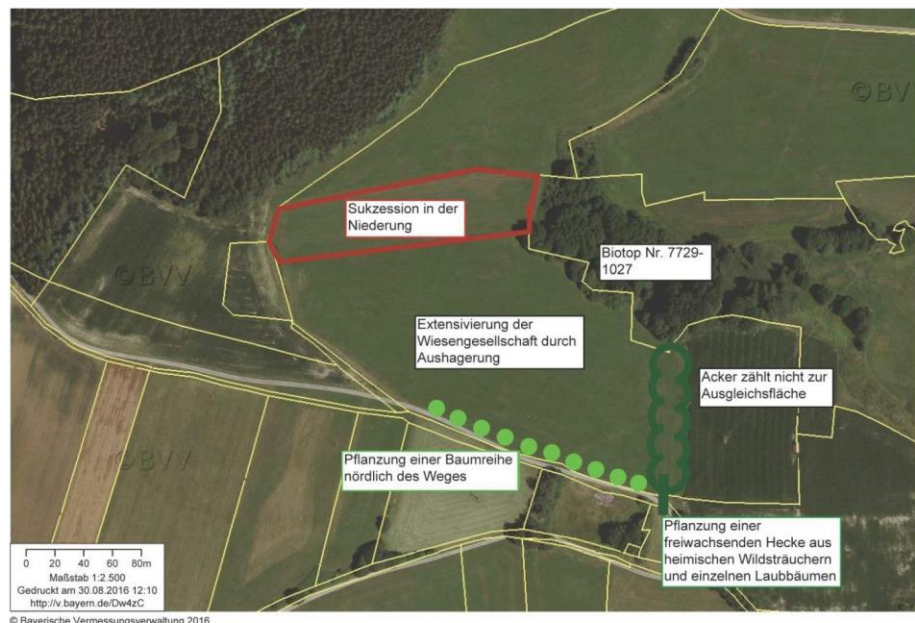 ©BVV
Sukzession in der
Niederung
Biotop Nr. 7729-
1027
©BVV
Extensivierung der
Wiesengesellschaft durch
Aushagerung
Acker zählt nicht zur
Ausgleichsfläche
©BVV
Pflanzung einer Baumreihe
nördlich des Weges
Pflanzung einer
freiwachsenden Hecke aus
heimischen Wildsträuchern
und einzelnen Laubbäumen
0 20 40 60 80m
Maßstab 1:2.500
Gedruckt am 30.08.2016 12:10
http://v.bayern.de/Dw4zC
© Bayerische Vermessungsverwaltung 2016